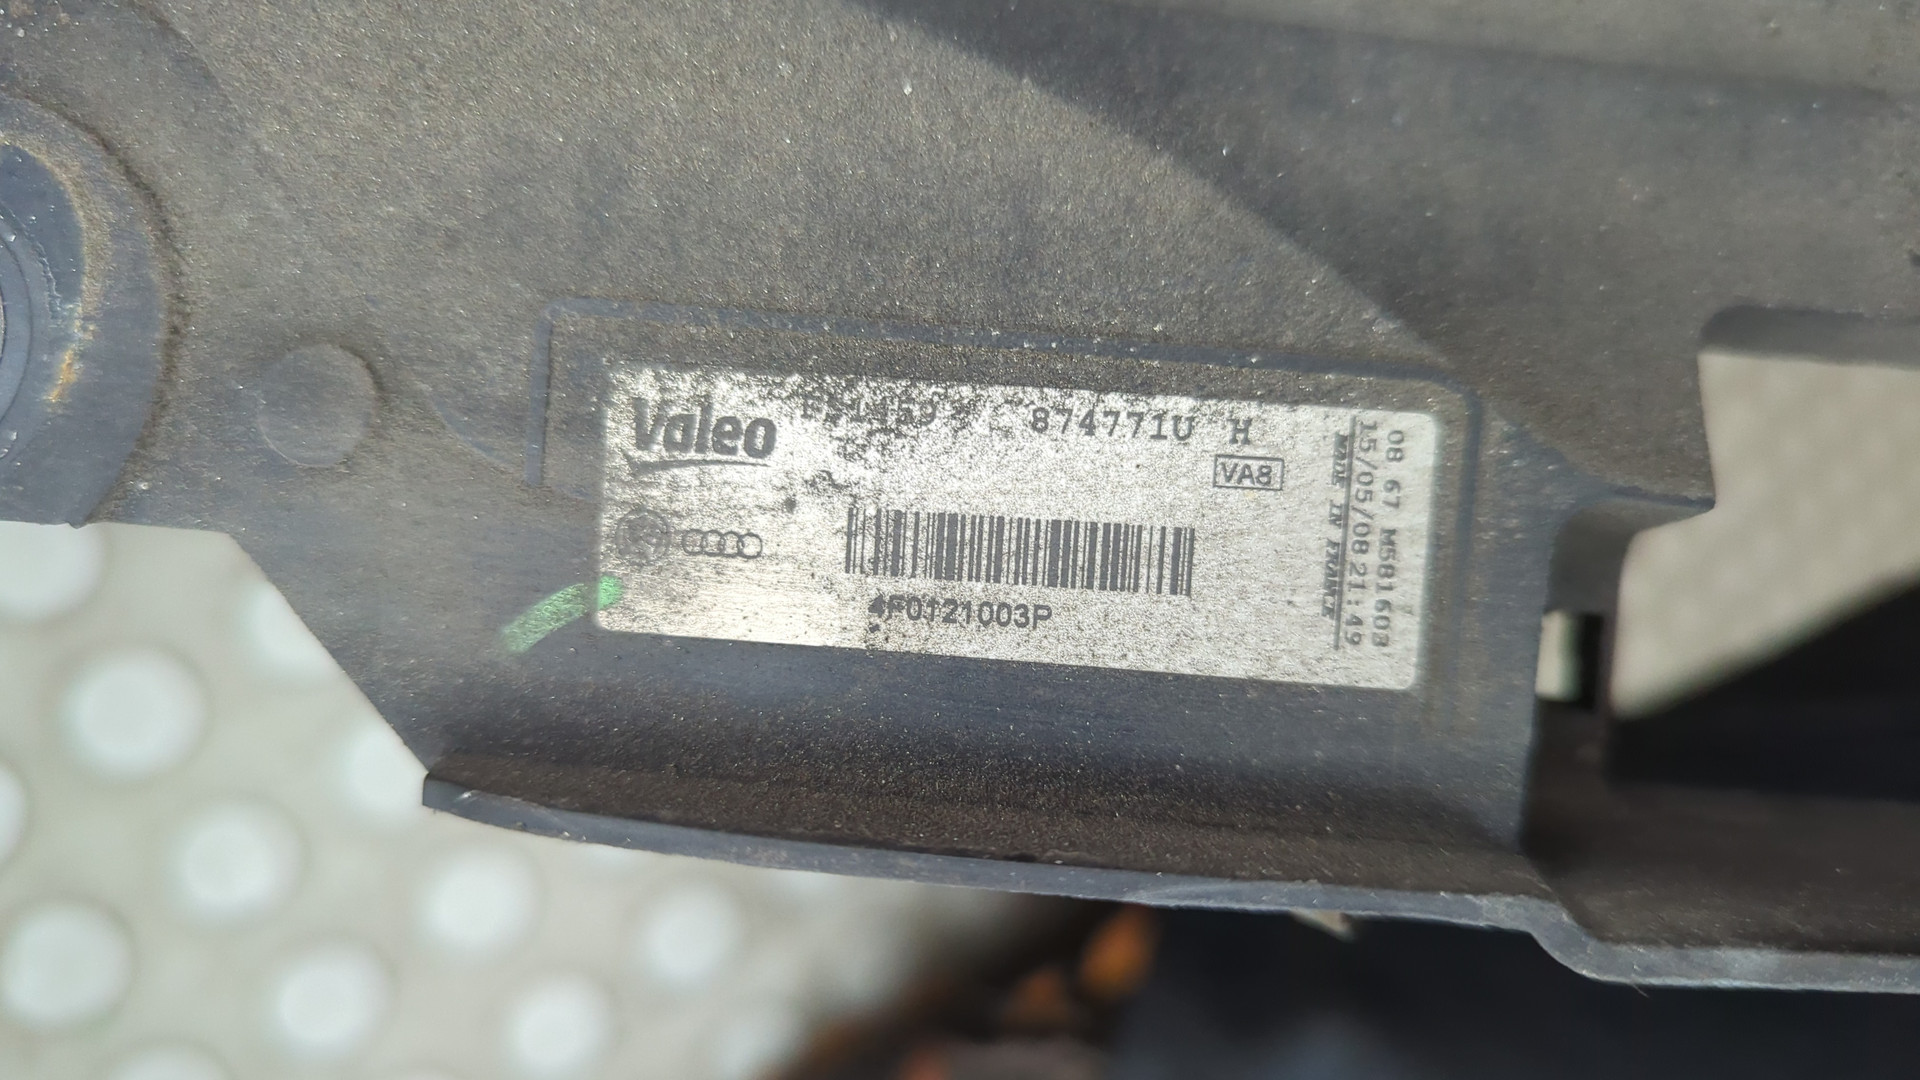 Valeo
874771U H
VA8
4F0121003P
08 67 M581603
15/05/08 21:49
MADE IN FRANCE